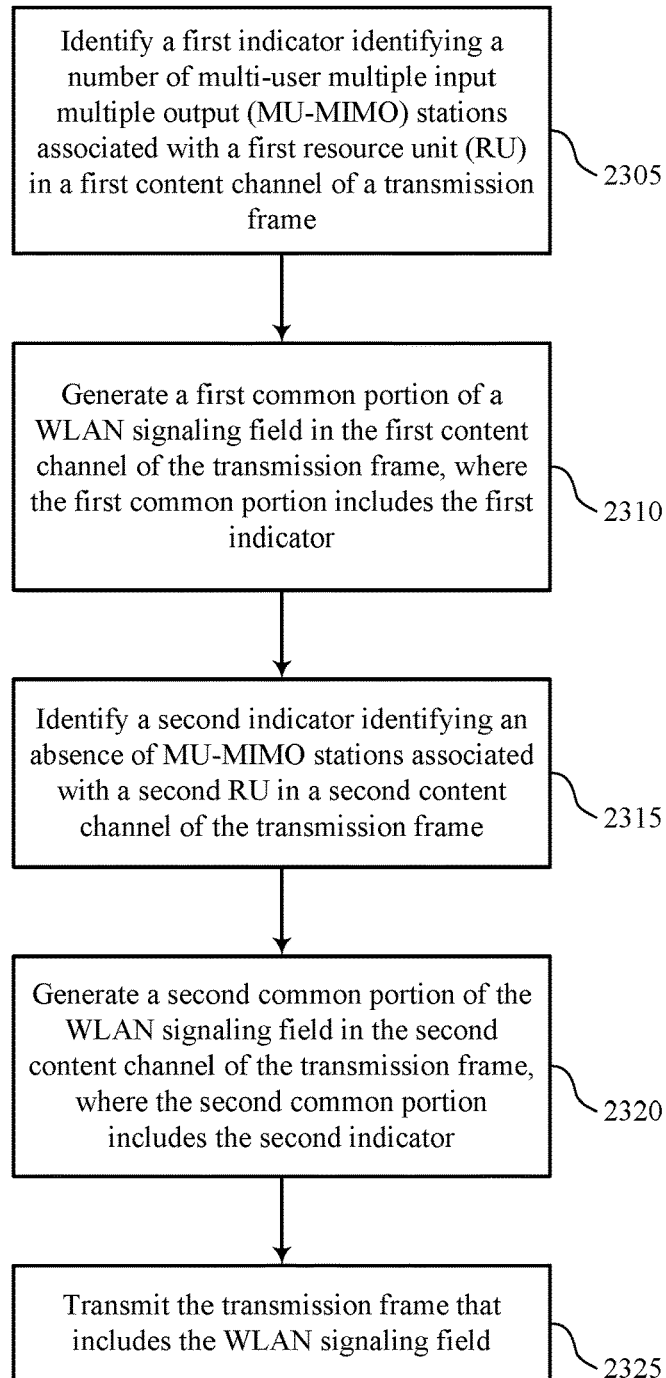 Identify a first indicator identifying a
number of multi-user multiple input
multiple output (MU-MIMO) stations
associated with a first resource unit (RU)
in a first content channel of a transmission
frame
2305
Generate a first common portion of a
WLAN signaling field in the first content
channel of the transmission frame, where
the first common portion includes the first
indicator
2310
Identify a second indicator identifying an
absence of MU-MIMO stations associated
with a second RU in a second content
channel of the transmission frame
2315
Generate a second common portion of the
WLAN signaling field in the second
content channel of the transmission frame,
where the second common portion
includes the second indicator
2320
Transmit the transmission frame that
includes the WLAN signaling field
2325